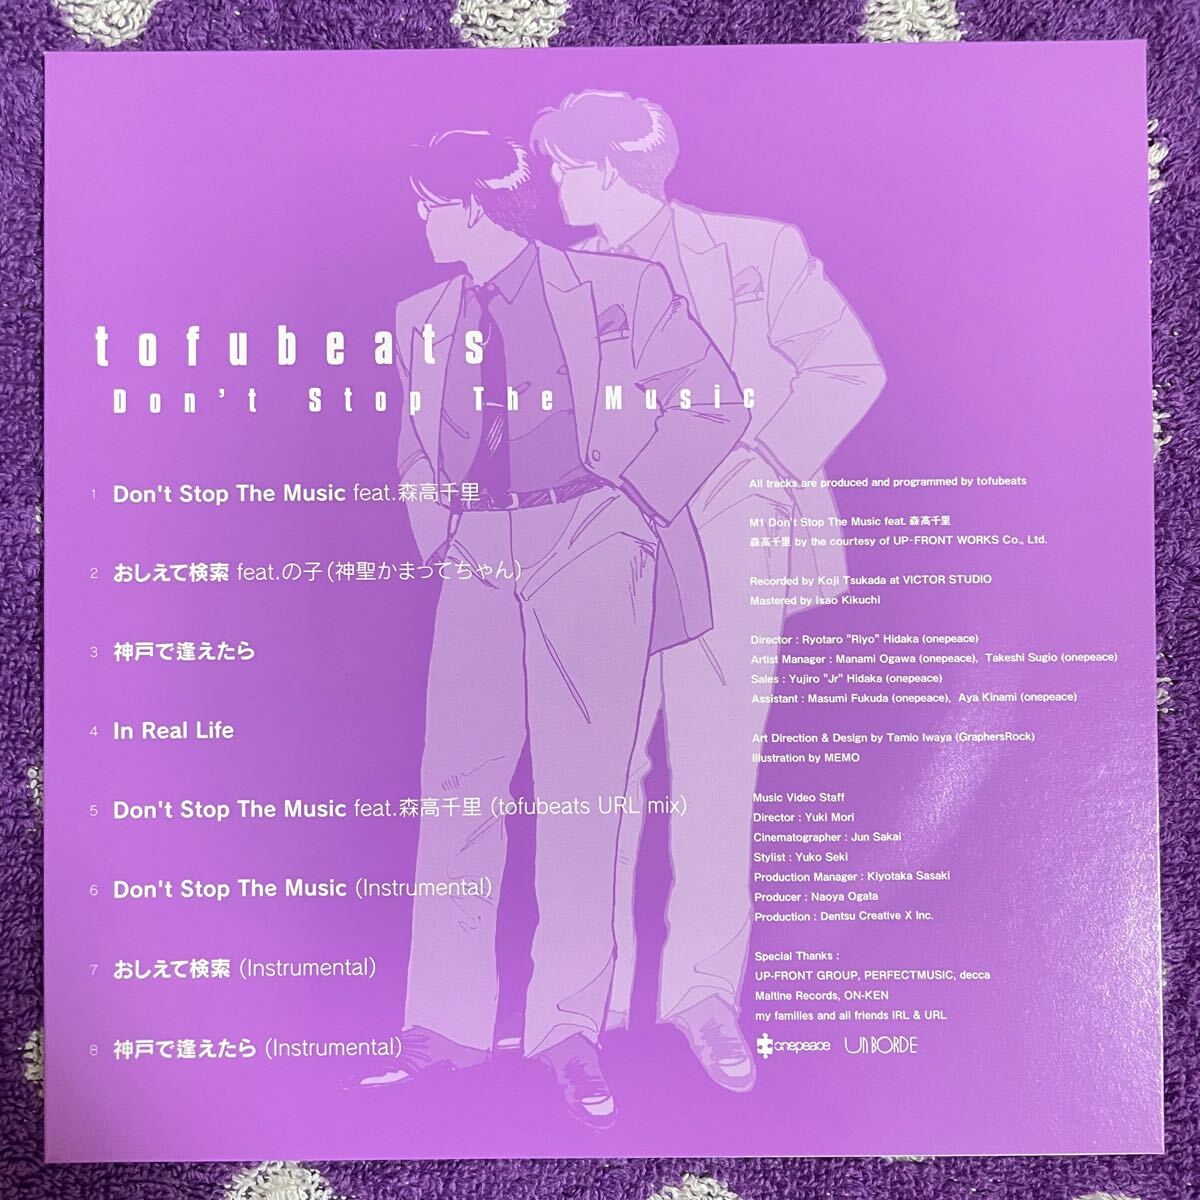 tofubeats
Don't Stop The Music
1 Don't Stop The Music feat.森高千里
2 おしえて検索 feat.の子(神聖かまってちゃん)
3 神戸で逢えたら
4 In Real Life
5 Don't Stop The Music feat.森高千里 (tofubeats URL mix)
6 Don't Stop The Music (Instrumental)
7 おしえて検索 (Instrumental)
8 神戸で逢えたら (Instrumental)
All tracks are produced and programmed by tofubeats
M1 Don't Stop The Music feat. 森高千里
森高千里 by the courtesy of UP-FRONT WORKS Co., Ltd.
Recorded by Koji Tsukada at VICTOR STUDIO
Mastered by Isao Kikuchi
Director : Ryotaro "Riyo" Hidaka (onepeace)
Artist Manager : Manami Ogawa (onepeace), Takeshi Sugio (onepeace)
Sales : Yujiro "Jr" Hidaka (onepeace)
Assistant : Masumi Fukuda (onepeace), Aya Kinami (onepeace)
Art Direction & Design by Tamio Iwaya (GraphersRock)
Illustration by MEMO
Music Video Staff
Director : Yuki Mori
Cinematographer : Jun Sakai
Stylist : Yuko Seki
Production Manager : Kiyotaka Sasaki
Producer : Naoya Ogata
Production : Dentsu Creative X Inc.
Special Thanks :
UP-FRONT GROUP, PERFECTMUSIC, decca
Maltine Records, ON-KEN
my families and all friends IRL & URL
onepeace UNBORDE